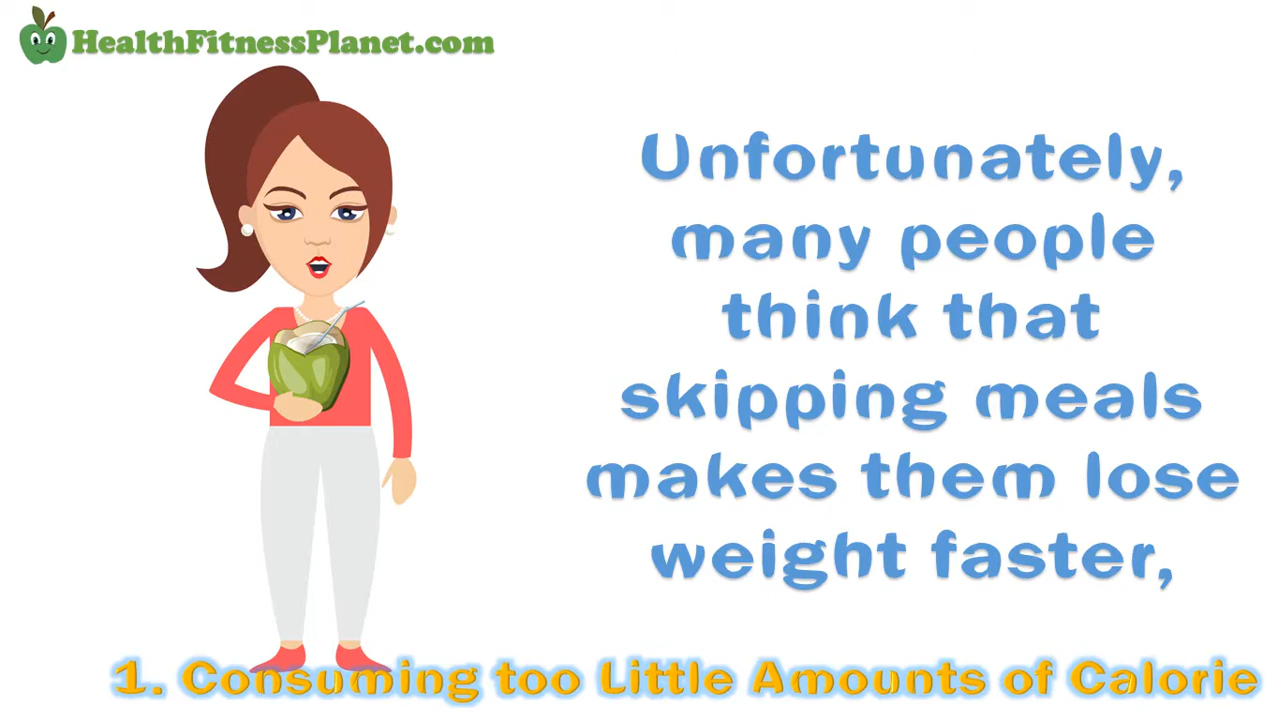 HealthFitnessPlanet.com
Unfortunately,
many people
think that
skipping meals
makes them lose
weight faster,
1. Consuming too Little Amounts of Calorie